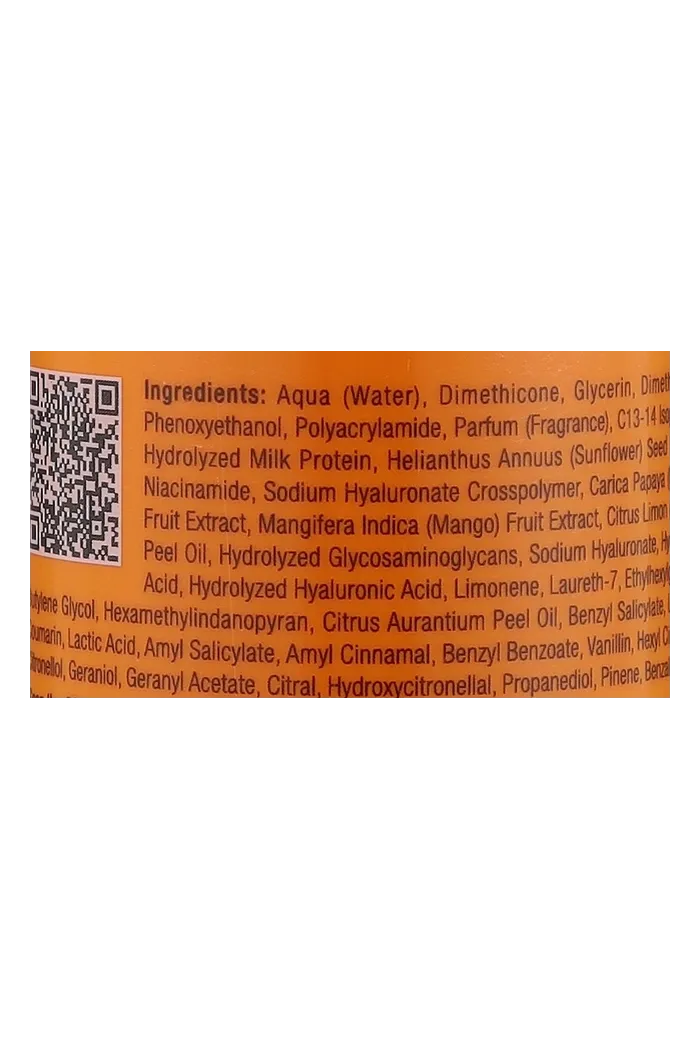 Ingredients: Aqua (Water), Dimethicone, Glycerin,
Phenoxyethanol, Polyacrylamide, Parfum (Fragrance), C13-14
Hydrolyzed Milk Protein, Helianthus Annuus (Sunflower) Seed
Niacinamide, Sodium Hyaluronate Crosspolymer, Carica Papaya
Fruit Extract, Mangifera Indica (Mango) Fruit Extract, Citrus Limon
Peel Oil, Hydrolyzed Glycosaminoglycans, Sodium Hyaluronate,
Acid, Hydrolyzed Hyaluronic Acid, Limonene, Laureth-7,
Glycol, Hexamethylindanopyran, Citrus Aurantium Peel Oil, Benzyl Salicylate,
Lactic Acid, Amyl Salicylate, Amyl Cinnamal, Benzyl Benzoate, Vanillin, Hexyl
Geraniol, Geranyl Acetate, Citral, Hydroxycitronellal, Propanediol, Pinene,